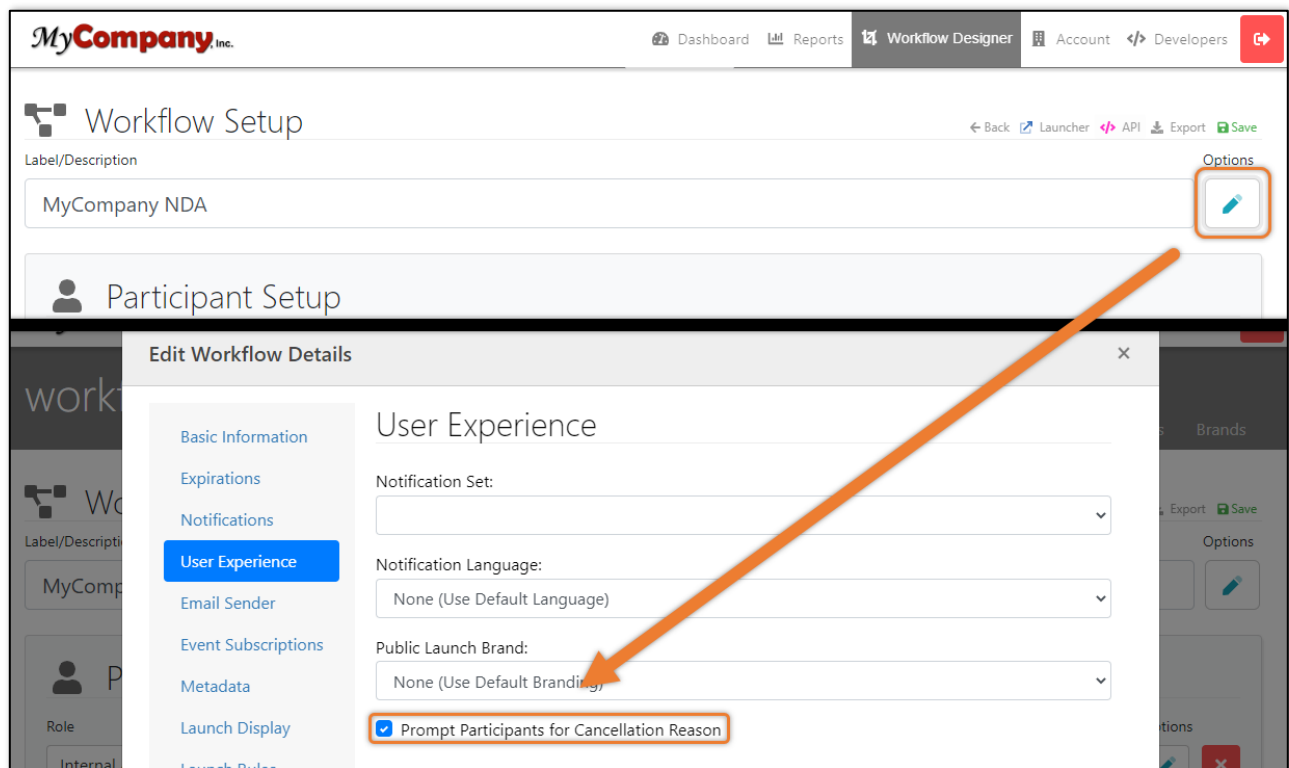 MyCompany, Inc.
Dashboard Reports Workflow Designer Account Developers
Workflow Setup
Back Launcher API Export Save
Label/Description Options
MyCompany NDA
Participant Setup
Edit Workflow Details ×
User Experience
Basic Information
Expirations
Notifications
User Experience
Email Sender
Event Subscriptions
Metadata
Launch Display
Notification Set:
Notification Language:
None (Use Default Language)
Public Launch Brand:
None (Use Default Branding)
Prompt Participants for Cancellation Reason
Brands
Export Save
Options
Role
Internal